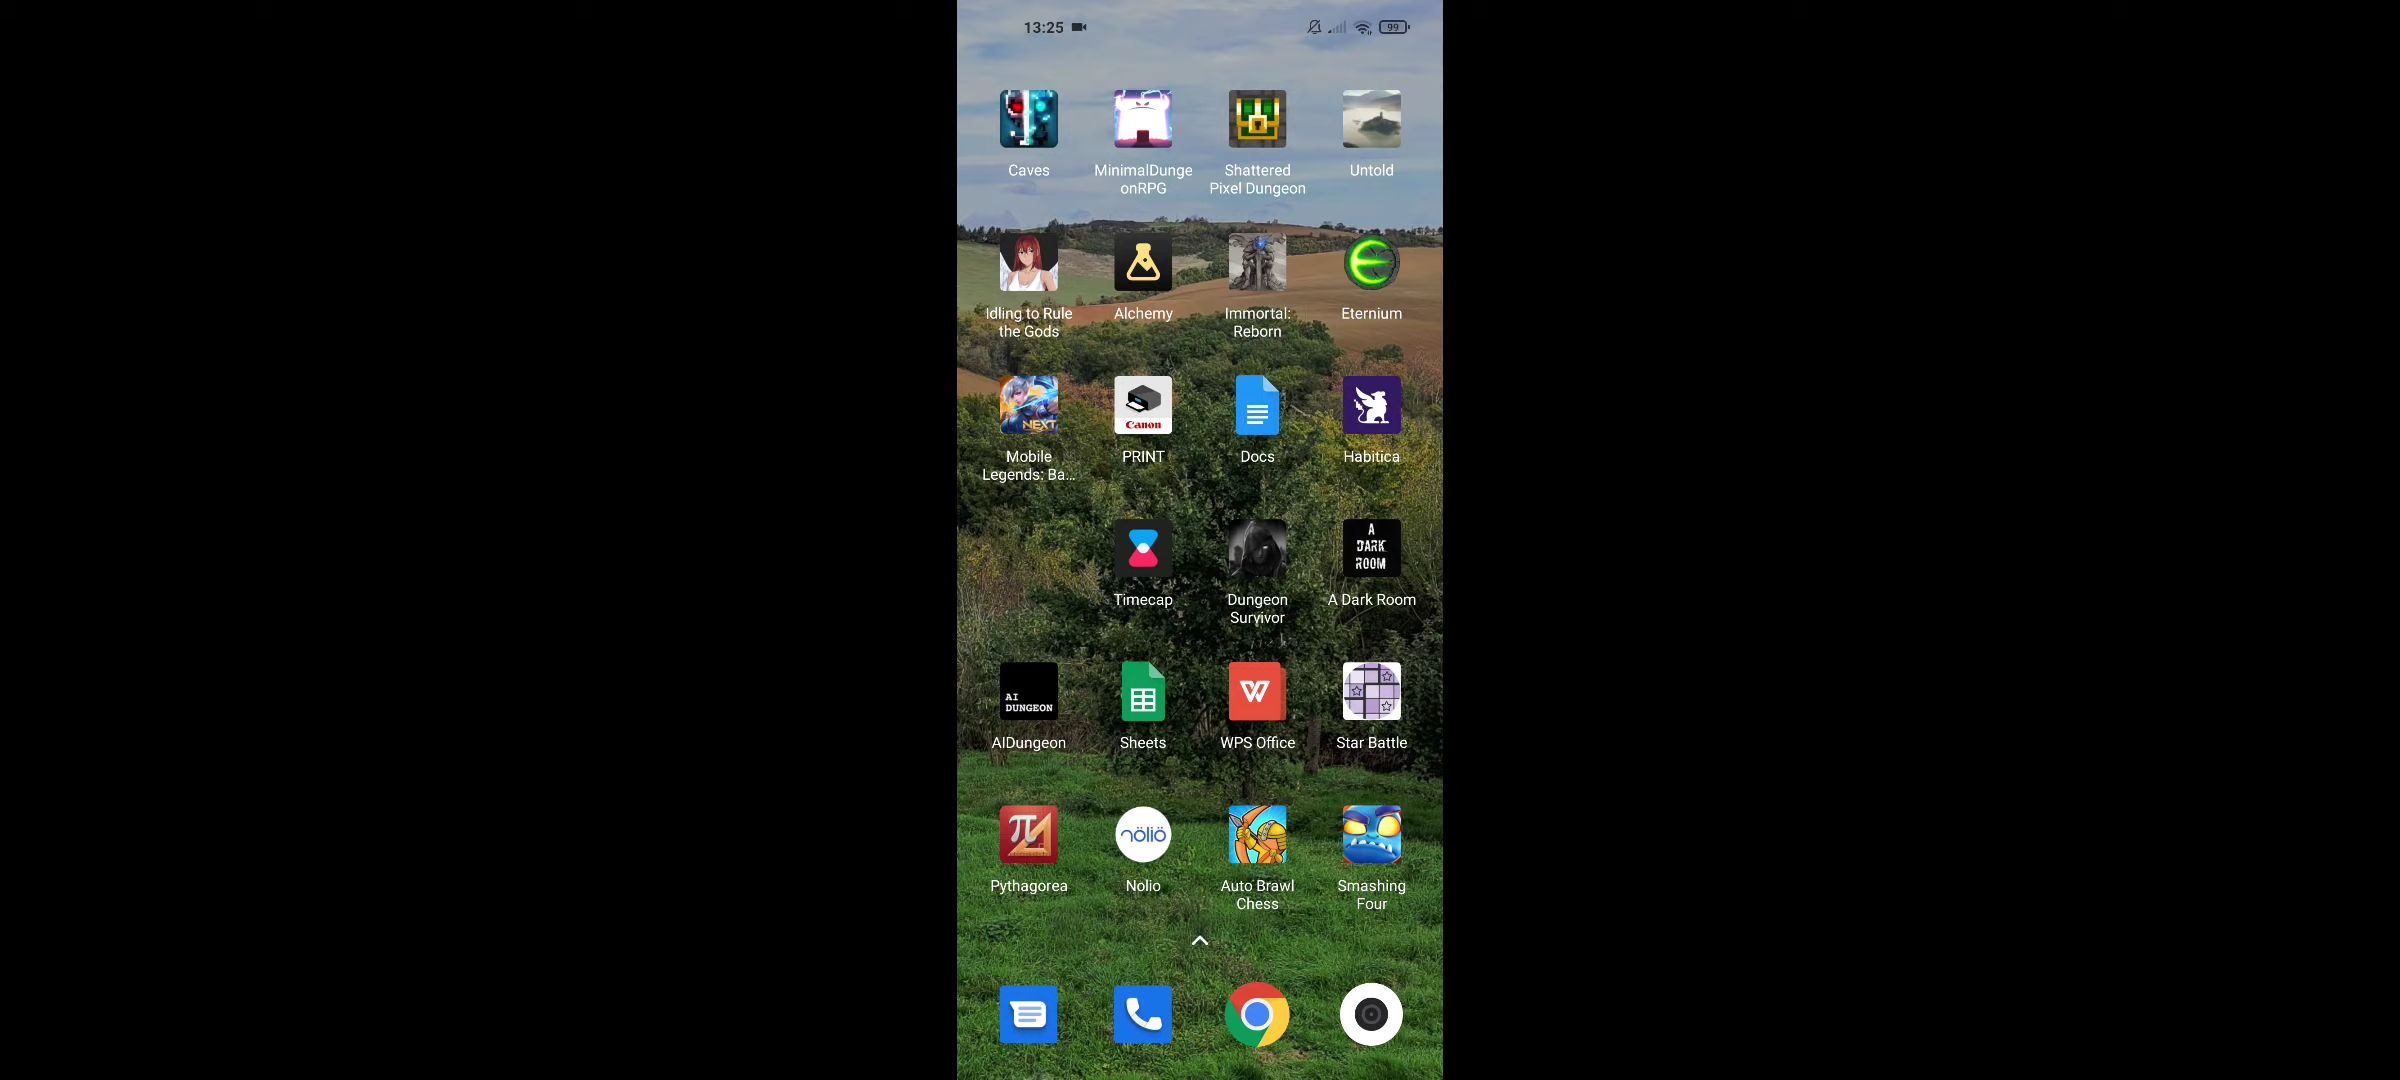 13:25
99
Caves
MinimalDunge
onRPG
Shattered
Pixel Dungeon
Untold
Idling to Rule
the Gods
Alchemy
Immortal:
Reborn
Eternium
NEXT
Mobile
Legends: Ba...
Canon
PRINT
Docs
Habitica
Timecap
Dungeon
Survivor
A
DARK
ROOM
A Dark Room
AI
DUNGEON
AIDungeon
Sheets
W
WPS Office
Star Battle
π
Pythagorea
nöliö
Nolio
Auto Brawl
Chess
Smashing
Four